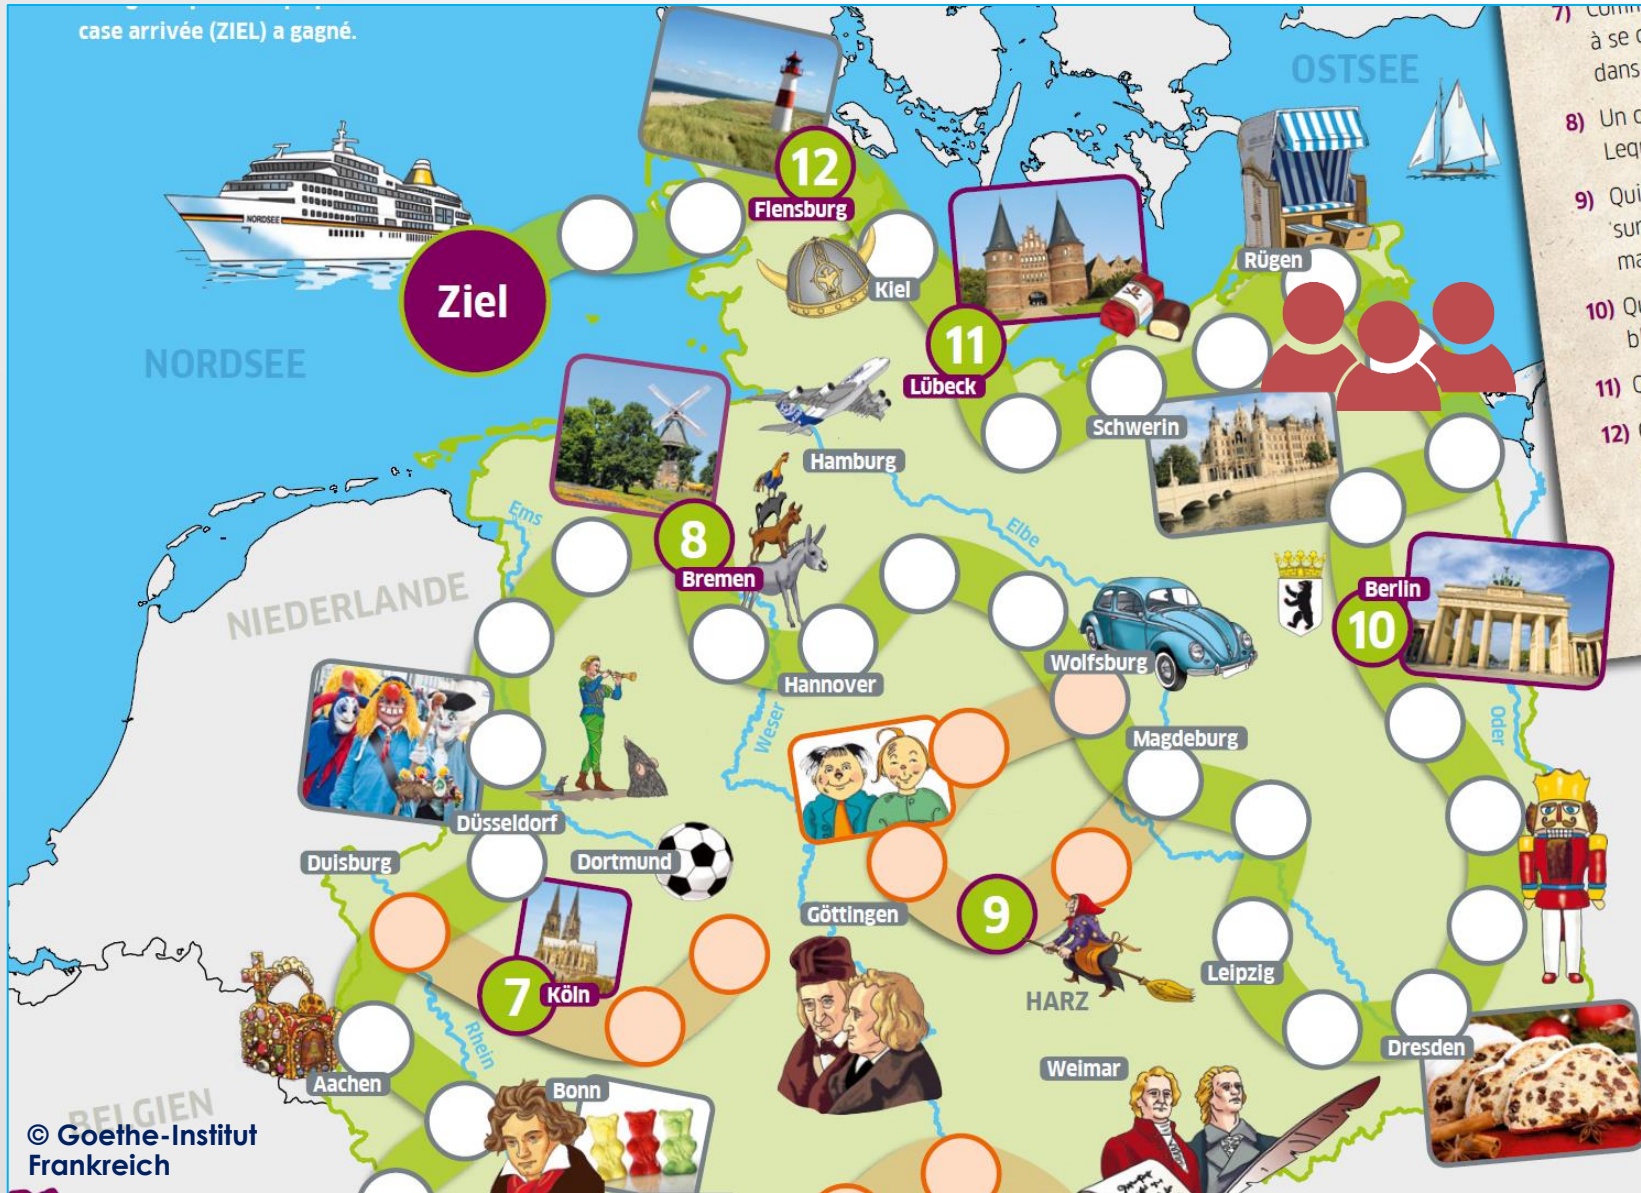 case arrivée (ZIEL) a gagné.
7)
à se
dans
8) Un
9) Qui
10)
11)
12)
OSTSEE
NORDSEE
NORDSEE
Ziel
12
Flensburg
Kiel
11
Lübeck
Rügen
Schwerin
Hamburg
Elbe
Ems
8
Bremen
NIEDERLANDE
Hannover
Weser
Wolfsburg
Berlin
10
Magdeburg
Oder
Düsseldorf
Duisburg
Dortmund
Göttingen
9
HARZ
Leipzig
7
Köln
Rhein
Dresden
Aachen
Bonn
Weimar
BELGIEN
© Goethe-Institut
Frankreich